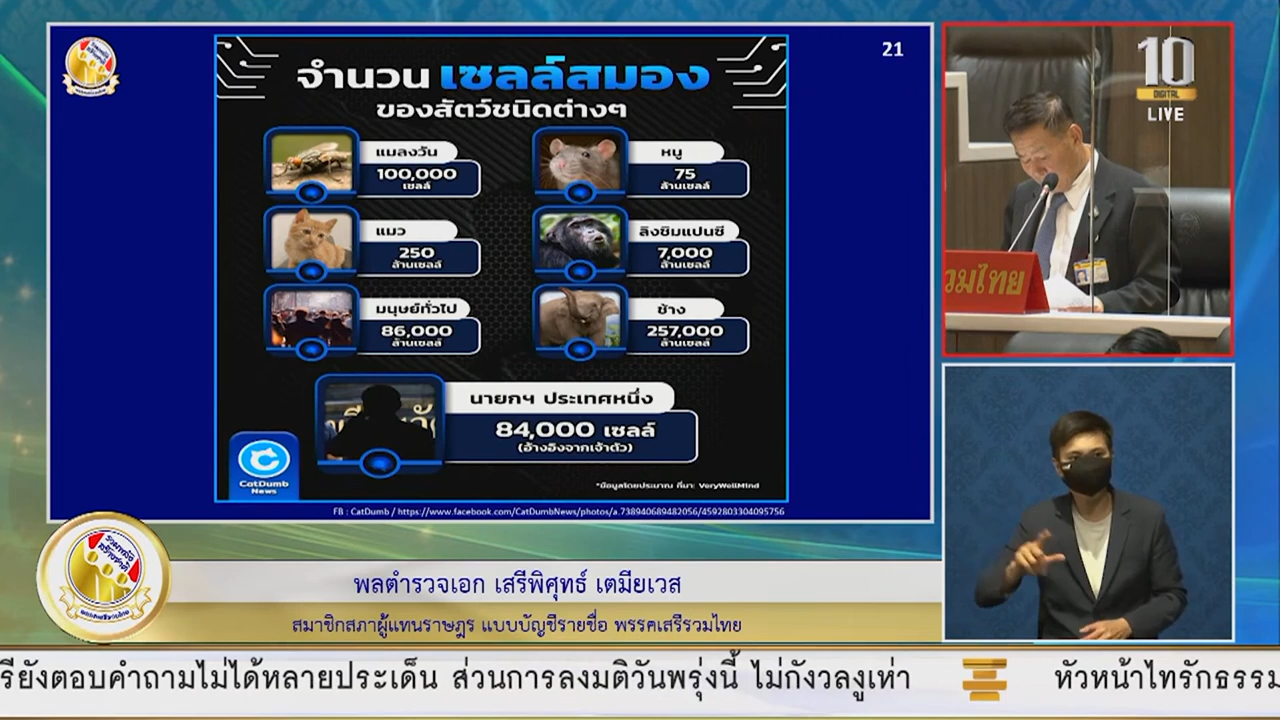 21
จำนวน เซลล์สมอง
ของสัตว์ชนิดต่างๆ
แมลงวัน
100,000
เซลล์
หนู
75
ล้านเซลล์
แมว
250
ล้านเซลล์
ลิงชิมแปนซี
7,000
ล้านเซลล์
มนุษย์ทั่วไป
86,000
ล้านเซลล์
ช้าง
257,000
ล้านเซลล์
นายกฯ ประเทศหนึ่ง
84,000 เซลล์
(อ้างอิงจากเจ้าตัว)
CatDumb
News
*ข้อมูลโดยประมาณ ที่มา: VeryWellMind
FB : CatDumb / https://www.facebook.com/CatDumbNews/photos/a.738940689482056/4592803304095756
10
DIGITAL
LIVE
วมไทย
พลตำรวจเอก เสรีพิศุทธ์ เตมียเวส
สมาชิกสภาผู้แทนราษฎร แบบบัญชีรายชื่อ พรรคเสรีรวมไทย
รียังตอบคำถามไม่ได้หลายประเด็น ส่วนการลงมติวันพรุ่งนี้ ไม่กังวลงูเห่า หัวหน้าไทรักธรรม